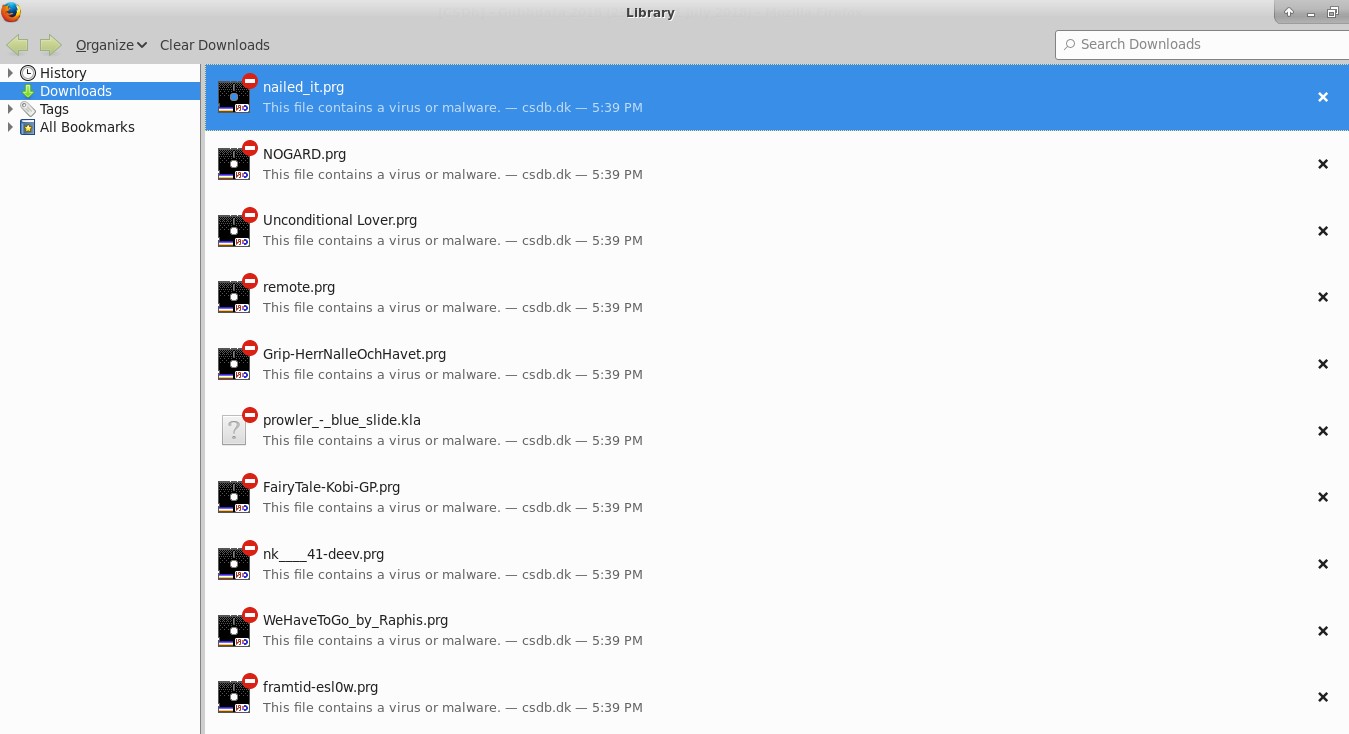 Library
Organize Clear Downloads
Search Downloads
History
Downloads
Tags
All Bookmarks
nailed_it.prg
This file contains a virus or malware. — csdb.dk — 5:39 PM
NOGARD.prg
This file contains a virus or malware. — csdb.dk — 5:39 PM
Unconditional Lover.prg
This file contains a virus or malware. — csdb.dk — 5:39 PM
remote.prg
This file contains a virus or malware. — csdb.dk — 5:39 PM
Grip-HerrNalleOchHavet.prg
This file contains a virus or malware. — csdb.dk — 5:39 PM
prowler_-_blue_slide.kla
This file contains a virus or malware. — csdb.dk — 5:39 PM
FairyTale-Kobi-GP.prg
This file contains a virus or malware. — csdb.dk — 5:39 PM
nk____41-deev.prg
This file contains a virus or malware. — csdb.dk — 5:39 PM
WeHaveToGo_by_Raphis.prg
This file contains a virus or malware. — csdb.dk — 5:39 PM
framtid-esl0w.prg
This file contains a virus or malware. — csdb.dk — 5:39 PM